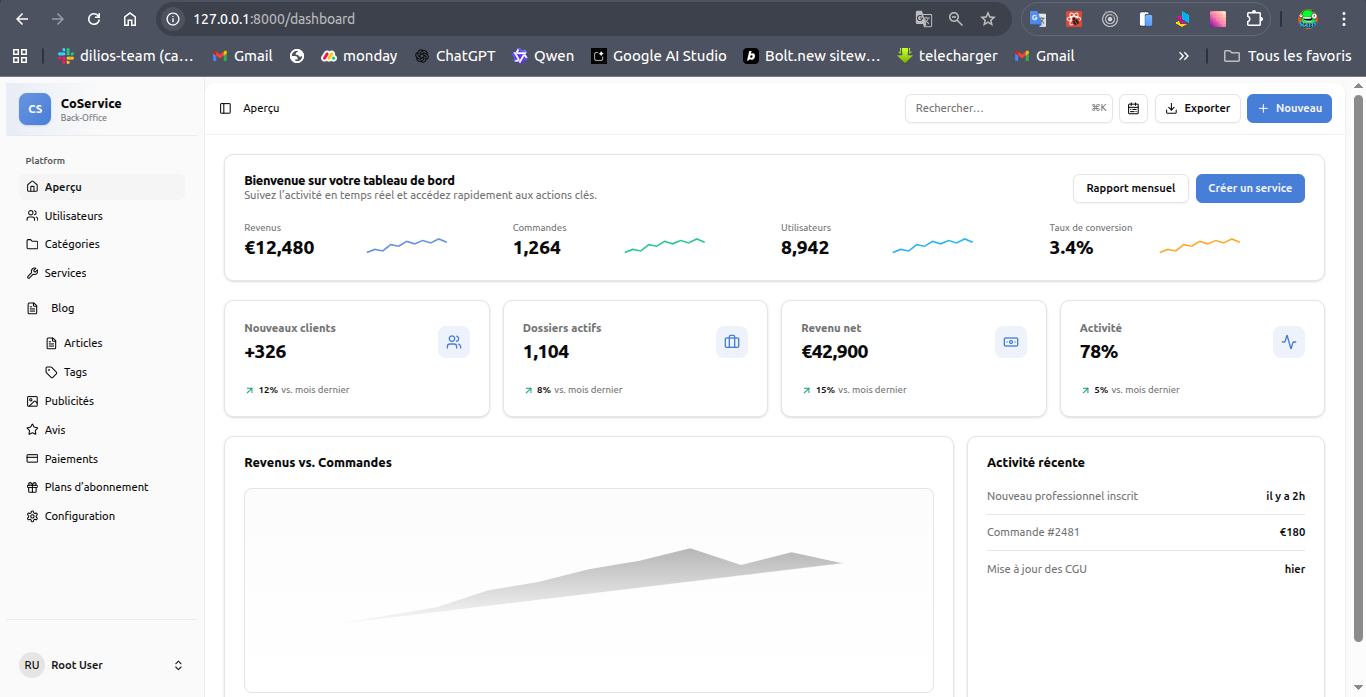 127.0.0.1:8000/dashboard
dilios-team (ca...
Gmail
monday
ChatGPT
Qwen
Google AI Studio
Bolt.new sitew...
telecharger
Gmail
»
Tous les favoris
CS
CoService
Back-Office
Aperçu
Rechercher...
⌘K
Exporter
+ Nouveau
Platform
Aperçu
Utilisateurs
Catégories
Services
Blog
Articles
Tags
Publicités
Avis
Paiements
Plans d'abonnement
Configuration
RU
Root User
Bienvenue sur votre tableau de bord
Suivez l'activité en temps réel et accédez rapidement aux actions clés.
Rapport mensuel
Créer un service
Revenus
€12,480
Commandes
1,264
Utilisateurs
8,942
Taux de conversion
3.4%
Nouveaux clients
+326
12% vs. mois dernier
Dossiers actifs
1,104
8% vs. mois dernier
Revenu net
€42,900
15% vs. mois dernier
Activité
78%
5% vs. mois dernier
Revenus vs. Commandes
Activité récente
Nouveau professionnel inscrit
il y a 2h
Commande #2481
€180
Mise à jour des CGU
hier